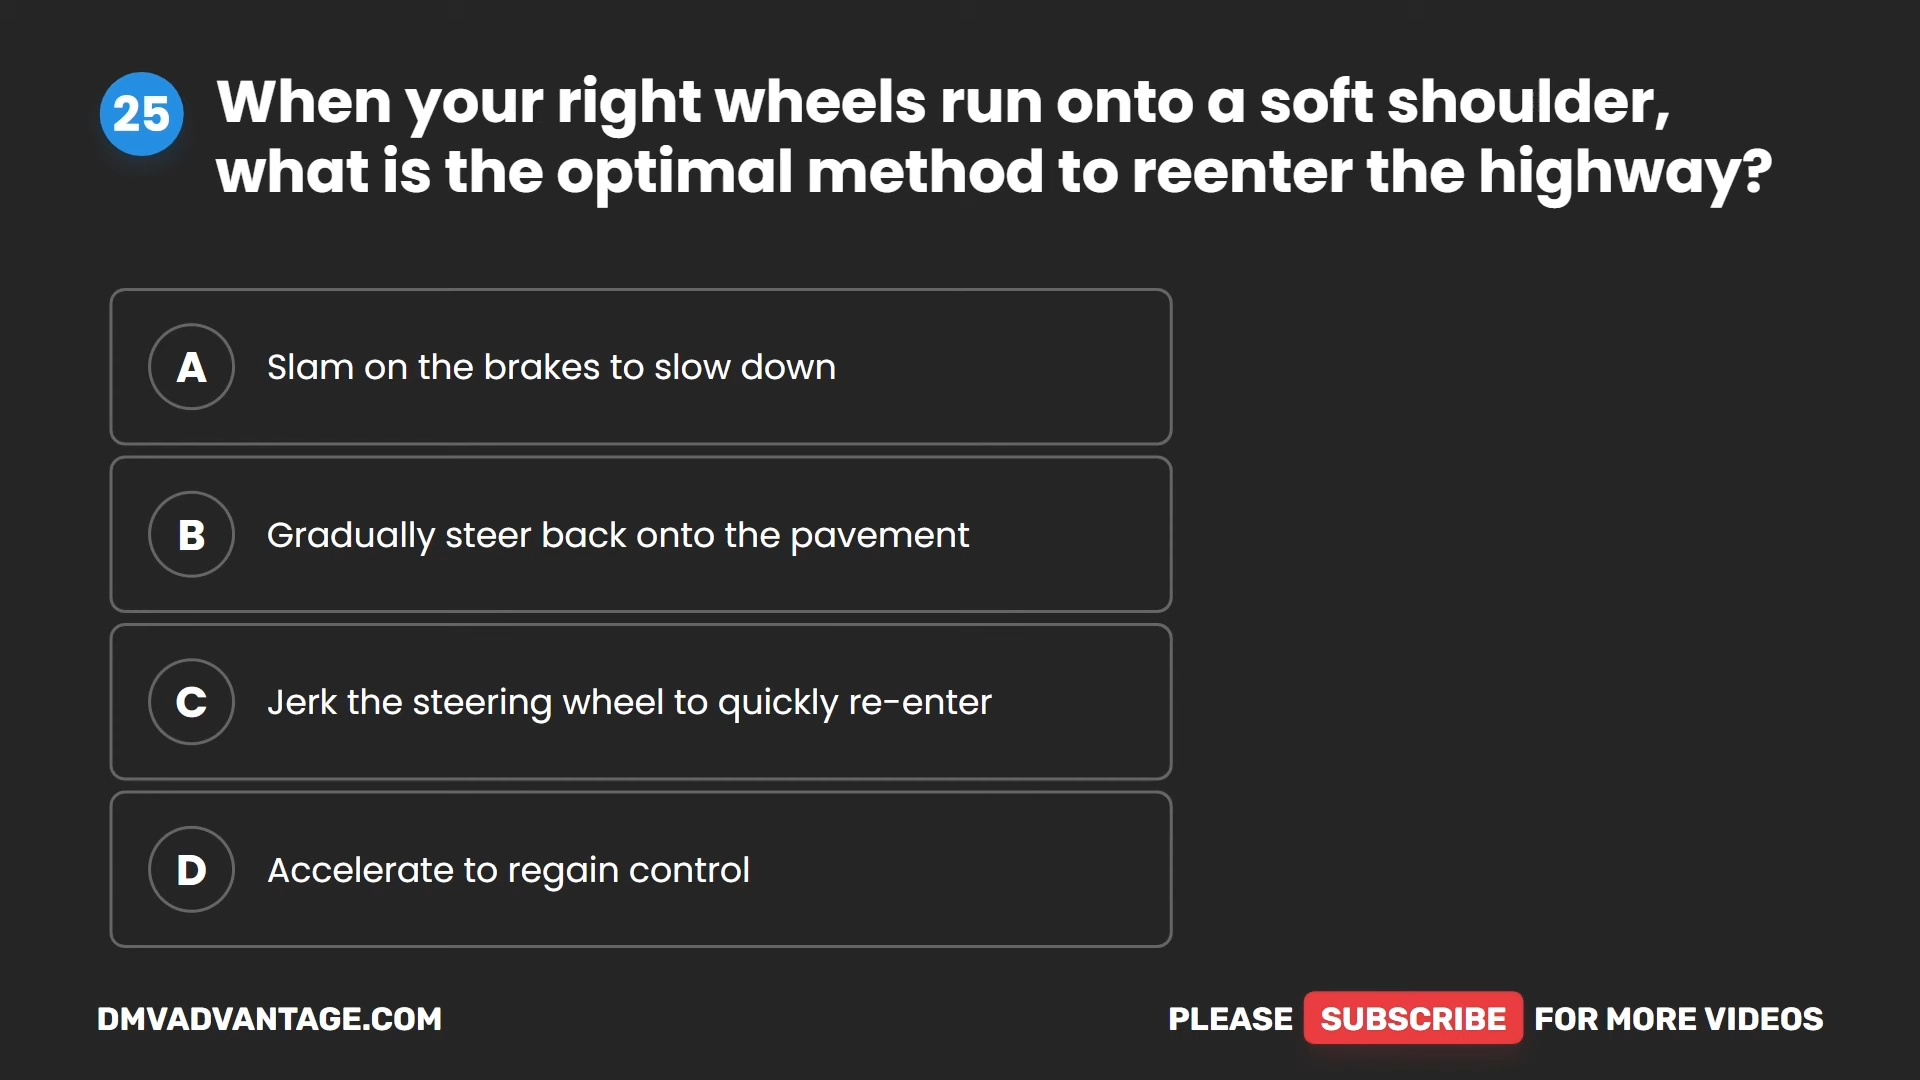 25
When your right wheels run onto a soft shoulder,
what is the optimal method to reenter the highway?
A Slam on the brakes to slow down
B Gradually steer back onto the pavement
C Jerk the steering wheel to quickly re-enter
D Accelerate to regain control
DMVADVANTAGE.COM
PLEASE SUBSCRIBE FOR MORE VIDEOS